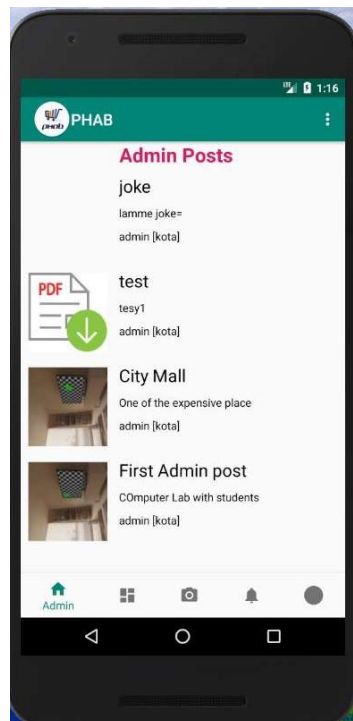 1:16
phab
PHAB
Admin Posts
joke
lamme joke=
admin [kota]
PDF
test
tesy1
admin [kota]
City Mall
One of the expensive place
admin [kota]
First Admin post
COmputer Lab with students
admin [kota]
Admin